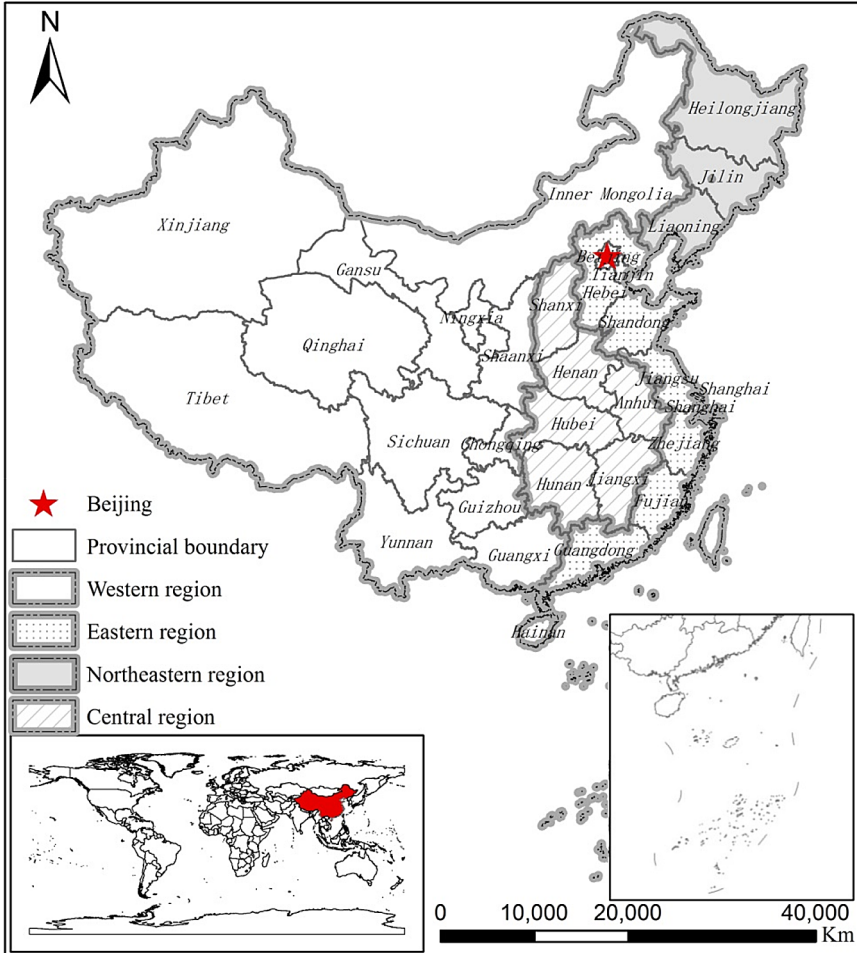 N
Heilongjiang
Jilin
Inner Mongolia
Liaoning
Xinjiang
Beijing
Tianjin
Gansu
Hebei
Shanxi
Ningxia
Shandong
Qinghai
Shaanxi
Henan
Jiangsu
Shanghai
Tibet
Anhui
Shanghai
Hubei
Sichuan
Chongqing
Zhejiang
Hunan
Jiangxi
Fujian
Guizhou
Yunnan
Guangxi
Guangdong
Hainan
Beijing
Provincial boundary
Western region
Eastern region
Northeastern region
Central region
0 10,000 20,000 40,000
Km